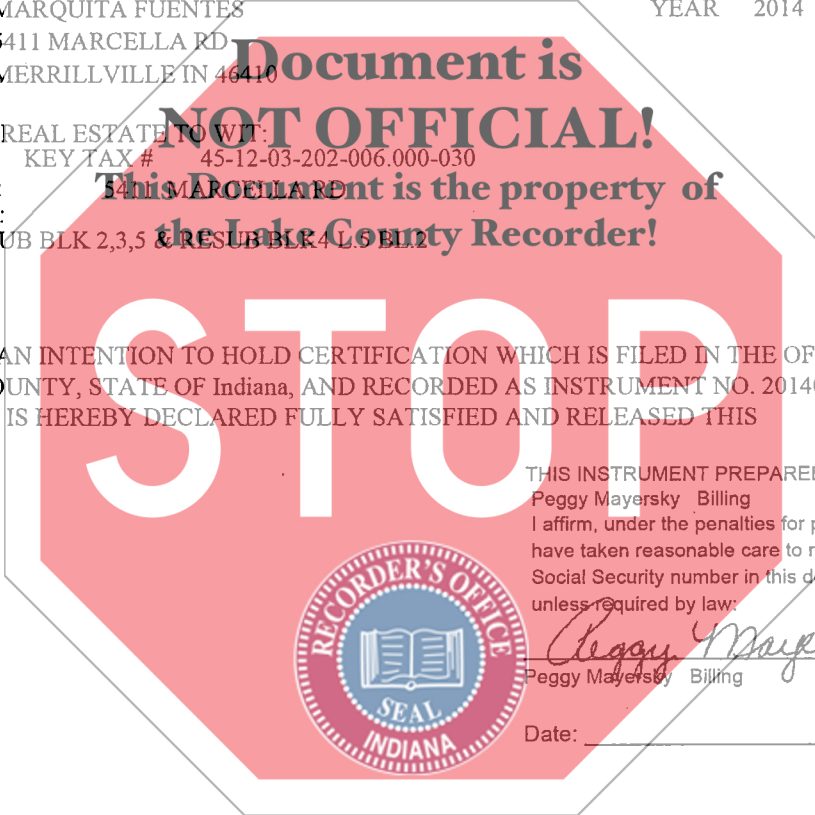 MARQUITA FUENTES
YEAR 2014
5411 MARCELLA RD
MERRILLVILLE IN 46410
Document is
NOT OFFICIAL!
REAL ESTATE TO WIT:
KEY TAX # 45-12-03-202-006.000-030
This Document is the property of
5411 MARCELLA RD
:
the Lake County Recorder!
UB BLK 2,3,5 & RESUB BLK4 L.5 BL.2
STOP
AN INTENTION TO HOLD CERTIFICATION WHICH IS FILED IN THE OF
OUNTY, STATE OF Indiana, AND RECORDED AS INSTRUMENT NO. 2014
IS HEREBY DECLARED FULLY SATISFIED AND RELEASED THIS
THIS INSTRUMENT PREPARE
Peggy Mayersky Billing
I affirm, under the penalties for p
have taken reasonable care to r
Social Security number in this d
unless required by law:
Peggy Maye
Peggy Mayersky Billing
Date:
RECORDER'S OFFICE
SEAL
INDIANA